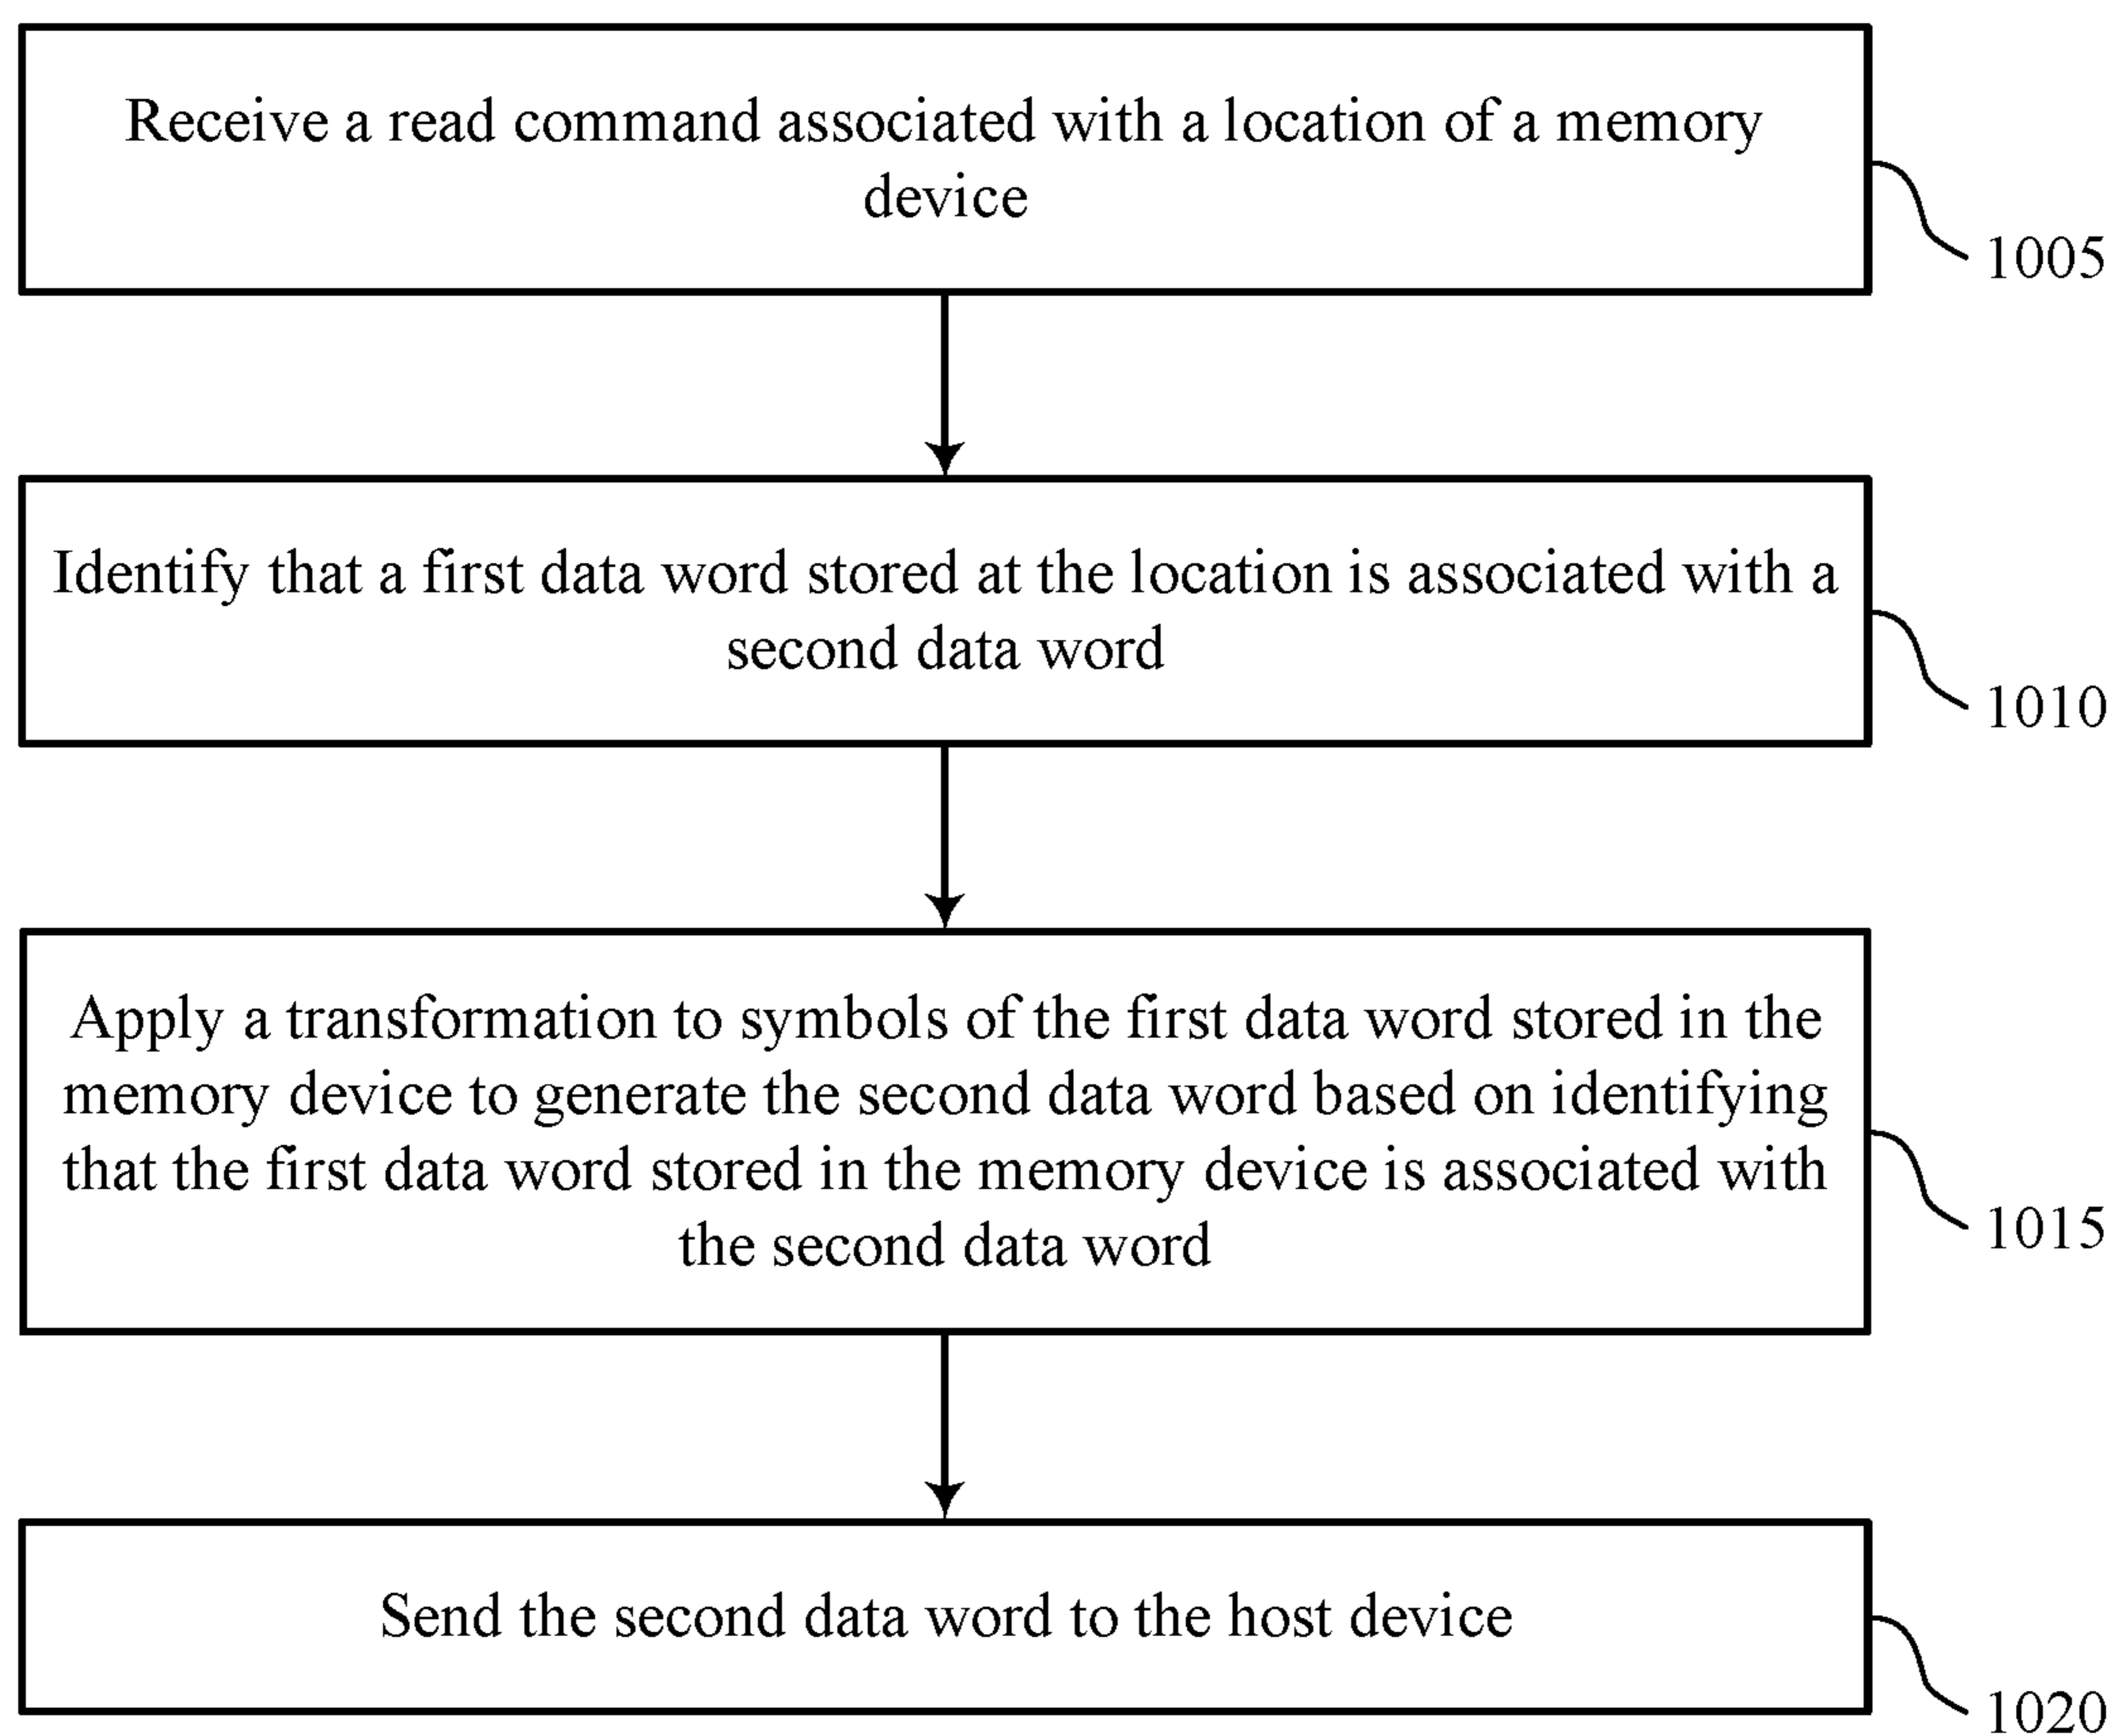 Receive a read command associated with a location of a memory
device
1005
Identify that a first data word stored at the location is associated with a
second data word
1010
Apply a transformation to symbols of the first data word stored in the
memory device to generate the second data word based on identifying
that the first data word stored in the memory device is associated with
the second data word
1015
Send the second data word to the host device
1020